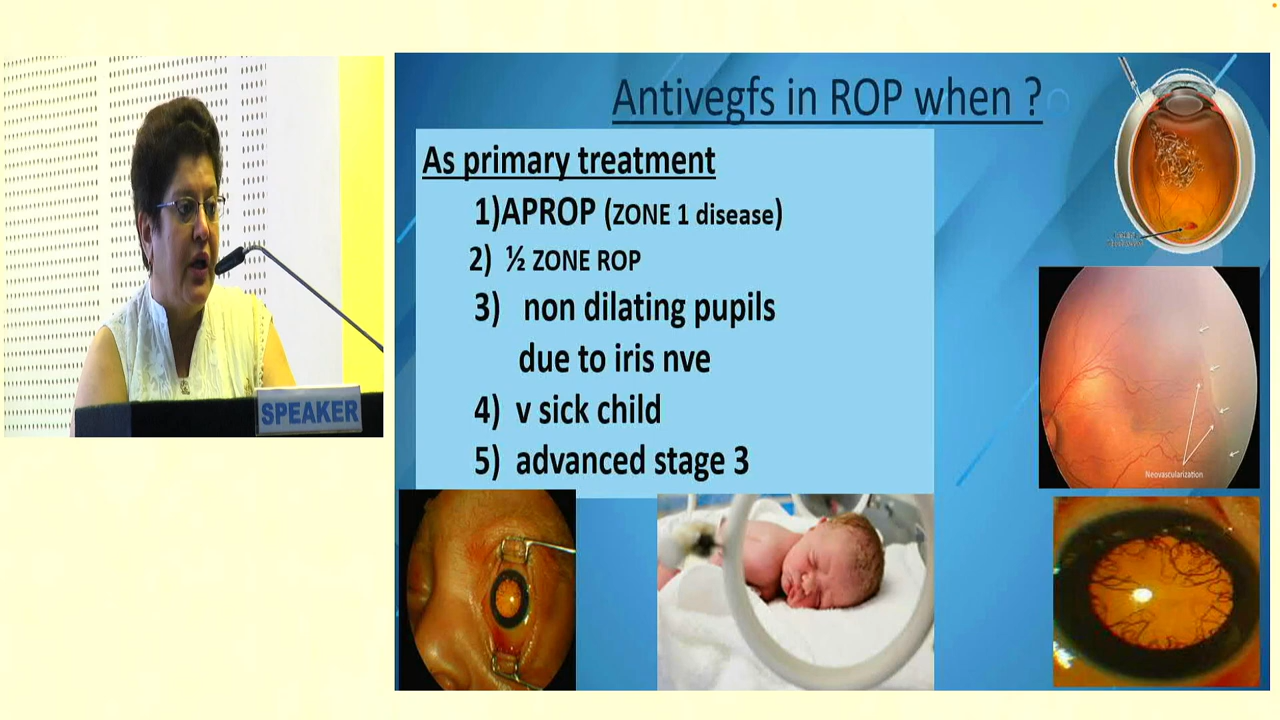 Antivegfs in ROP when ?
As primary treatment
1)APROP (ZONE 1 disease)
2) ½ ZONE ROP
3) non dilating pupils
due to iris nve
4) v sick child
5) advanced stage 3
SPEAKER
Neovascularization